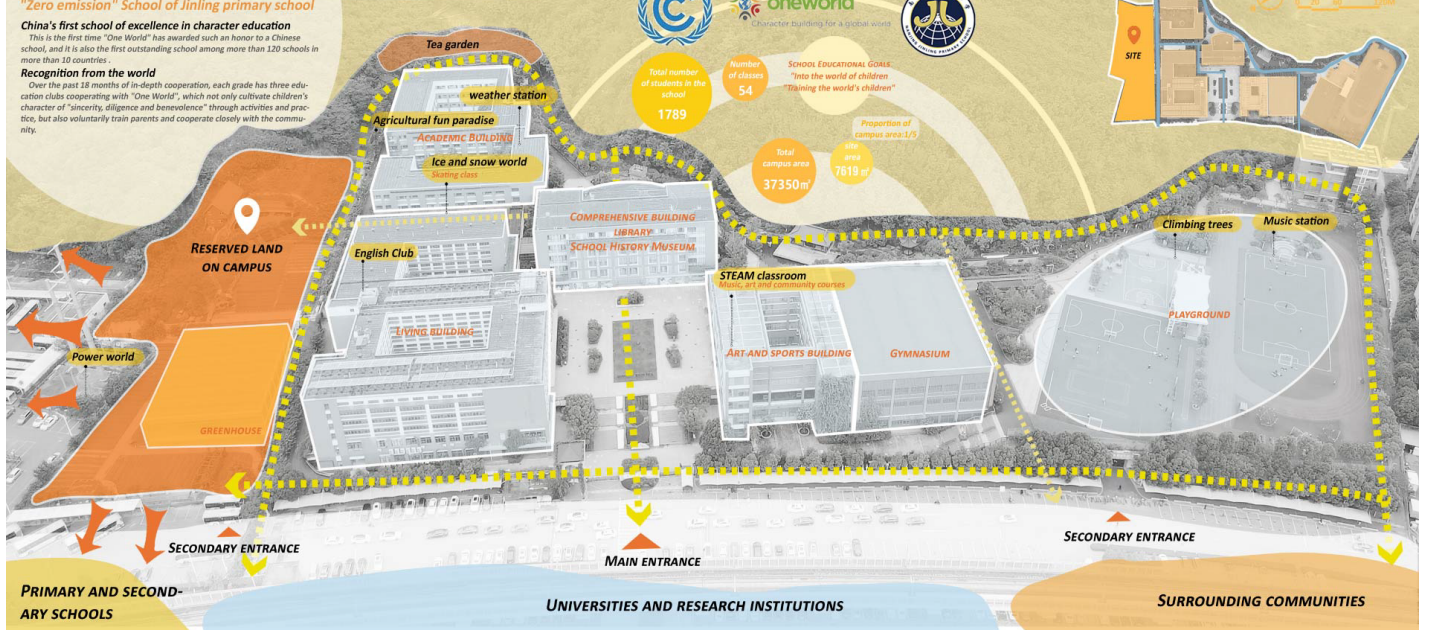 "Zero emission" School of Jinling primary school
China's first school of excellence in character education
This is the first time "One World" has awarded such an honor to a Chinese
school, and it is also the first outstanding school among more than 120 schools in
more than 10 countries .
Recognition from the world
Over the past 18 months of in-depth cooperation, each grade has three edu-
cation clubs cooperating with "One World", which not only cultivate children's
character of "sincerity, diligence and benevolence" through activities and prac-
tice, but also voluntarily train parents and cooperate closely with the commu-
nity.
oneworld
Character building for a global world
NANJING JINLING PRIMARY SCHOOL
Total number
of students in the
school
1789
Number
of classes
54
SCHOOL EDUCATIONAL GOALS
"Into the world of children
"Training the world's children"
Proportion of
campus area:1/5
Total
campus area
37350㎡
site
area
7619 ㎡
SITE
Tea garden
weather station
Agricultural fun paradise
ACADEMIC BUILDING
Ice and snow world
Skating class
RESERVED LAND
ON CAMPUS
English Club
COMPREHENSIVE BUILDING
LIBRARY
SCHOOL HISTORY MUSEUM
STEAM classroom
Music, art and community courses
Climbing trees
Music station
PLAYGROUND
LIVING BUILDING
ART AND SPORTS BUILDING
GYMNASIUM
Power world
GREENHOUSE
SECONDARY ENTRANCE
MAIN ENTRANCE
SECONDARY ENTRANCE
PRIMARY AND SECOND-
ARY SCHOOLS
UNIVERSITIES AND RESEARCH INSTITUTIONS
SURROUNDING COMMUNITIES